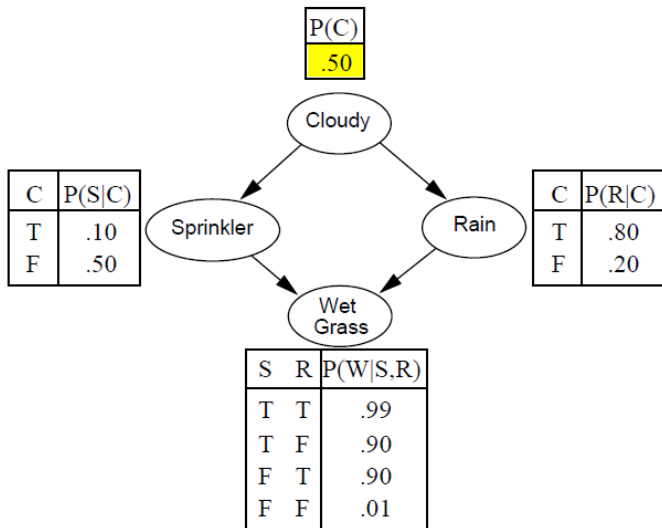 P(C)
.50
Cloudy
C P(S|C)
T .10
F .50
Sprinkler
Rain
C P(R|C)
T .80
F .20
Wet
Grass
S R P(W|S,R)
T T .99
T F .90
F T .90
F F .01